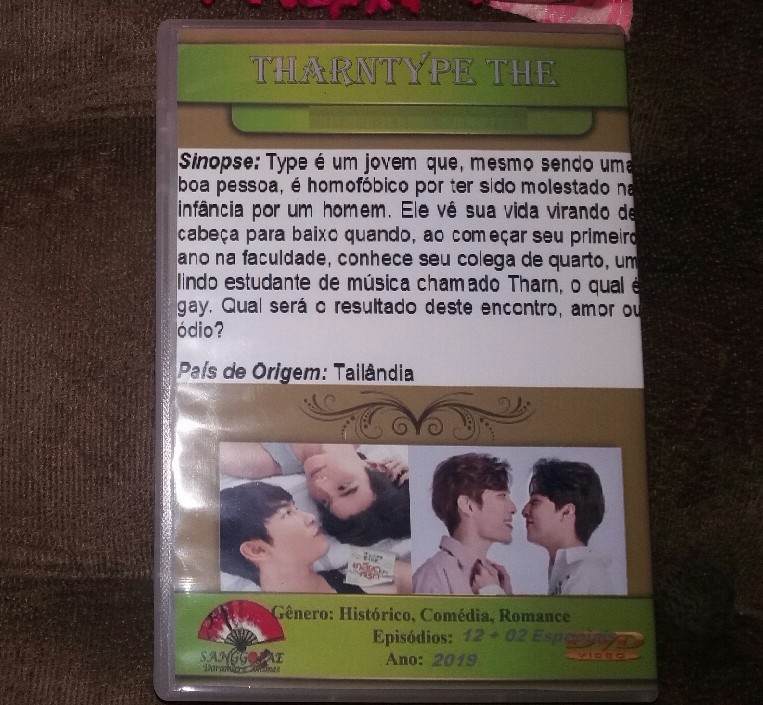 THARNTYPE THE
Sinopse: Type é um jovem que, mesmo sendo uma
boa pessoa, é homofóbico por ter sido molestado na
infância por um homem. Ele vê sua vida virando de
cabeça para baixo quando, ao começar seu primeiro
ano na faculdade, conhece seu colega de quarto, um
lindo estudante de música chamado Tharn, o qual é
gay. Qual será o resultado deste encontro, amor ou
ódio?
País de Origem: Tailândia
Gênero: Histórico, Comédia, Romance
Episódios: 12 + 02 Especiais
Ano: 2019
DVD
VIDEO